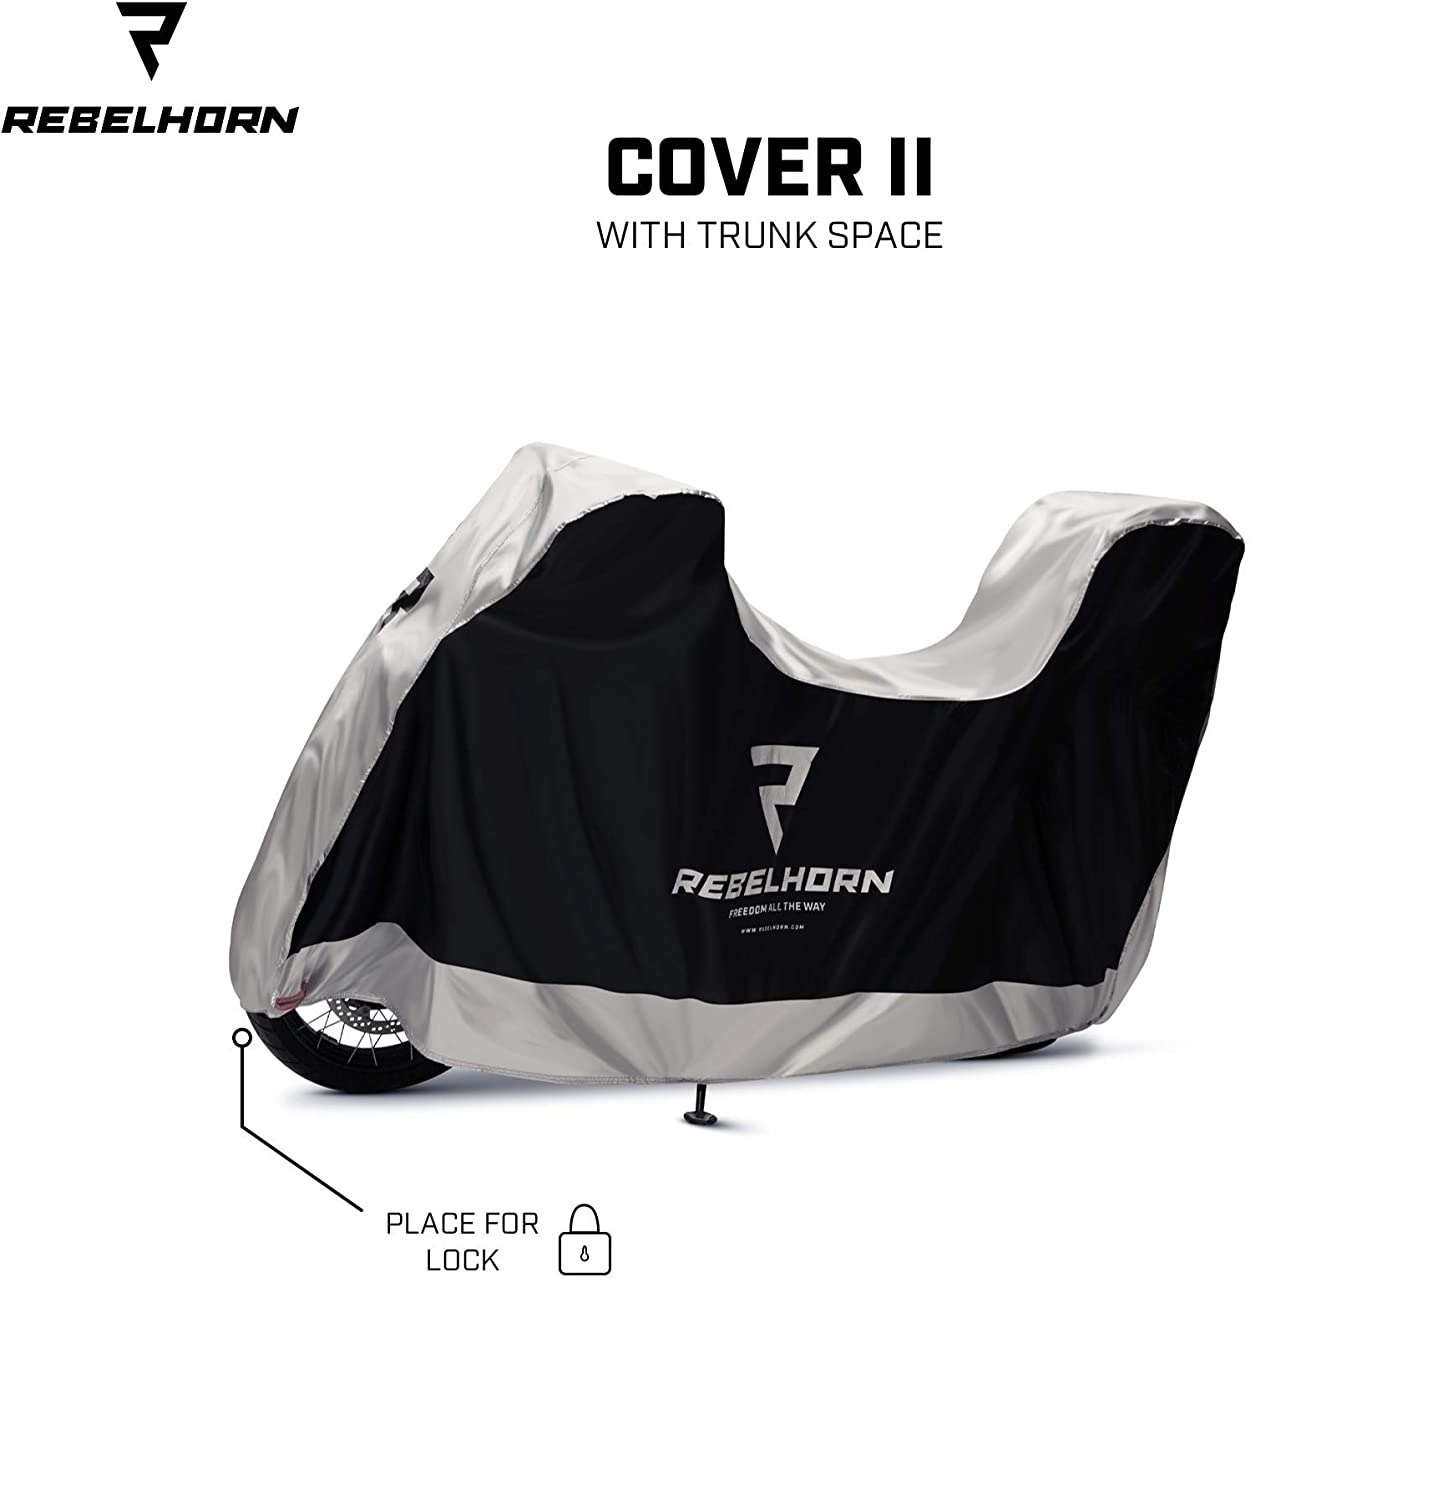 REBELHORN
COVER II
WITH TRUNK SPACE
REBELHORN
FREEDOM ALL THE WAY
WWW.REBELHORN.COM
PLACE FOR
LOCK